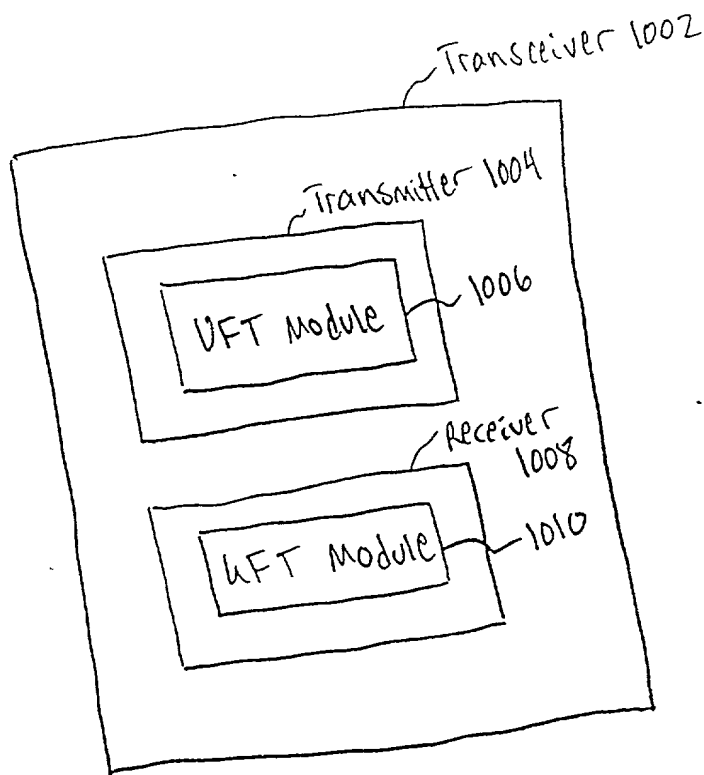 Transceiver 1002
Transmitter 1004
UFT Module
1006
Receiver
1008
UFT Module
1010